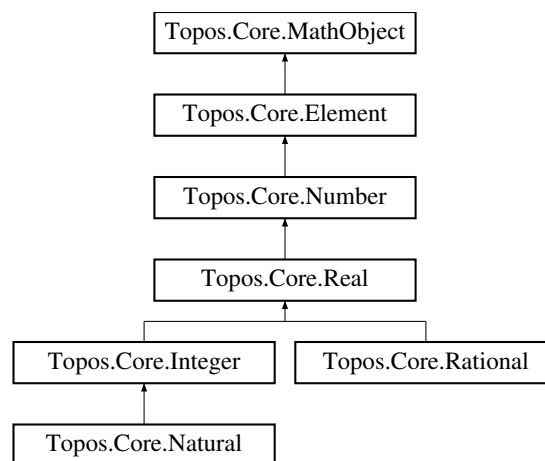 Topos.Core.MathObject
Topos.Core.Element
Topos.Core.Number
Topos.Core.Real
Topos.Core.Integer
Topos.Core.Rational
Topos.Core.Natural